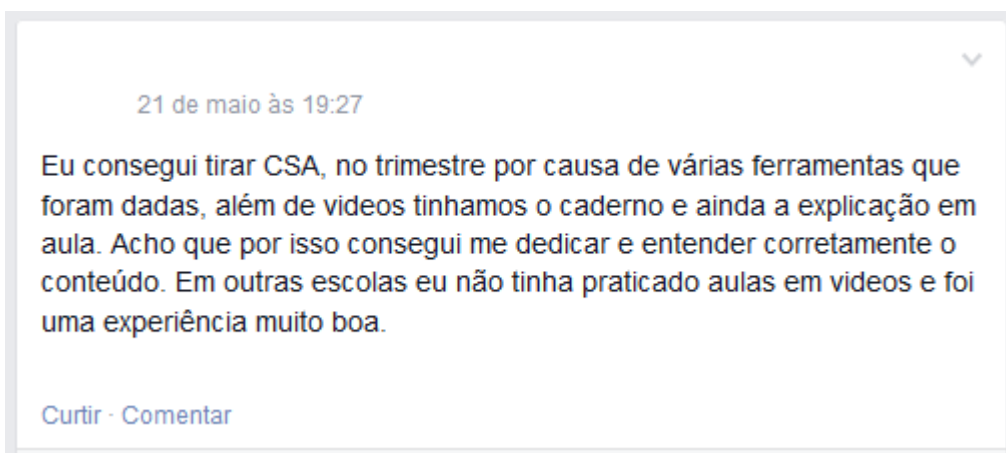 21 de maio às 19:27
Eu consegui tirar CSA, no trimestre por causa de várias ferramentas que
foram dadas, além de videos tinhamos o caderno e ainda a explicação em
aula. Acho que por isso consegui me dedicar e entender corretamente o
conteúdo. Em outras escolas eu não tinha praticado aulas em videos e foi
uma experiência muito boa.
Curtir · Comentar